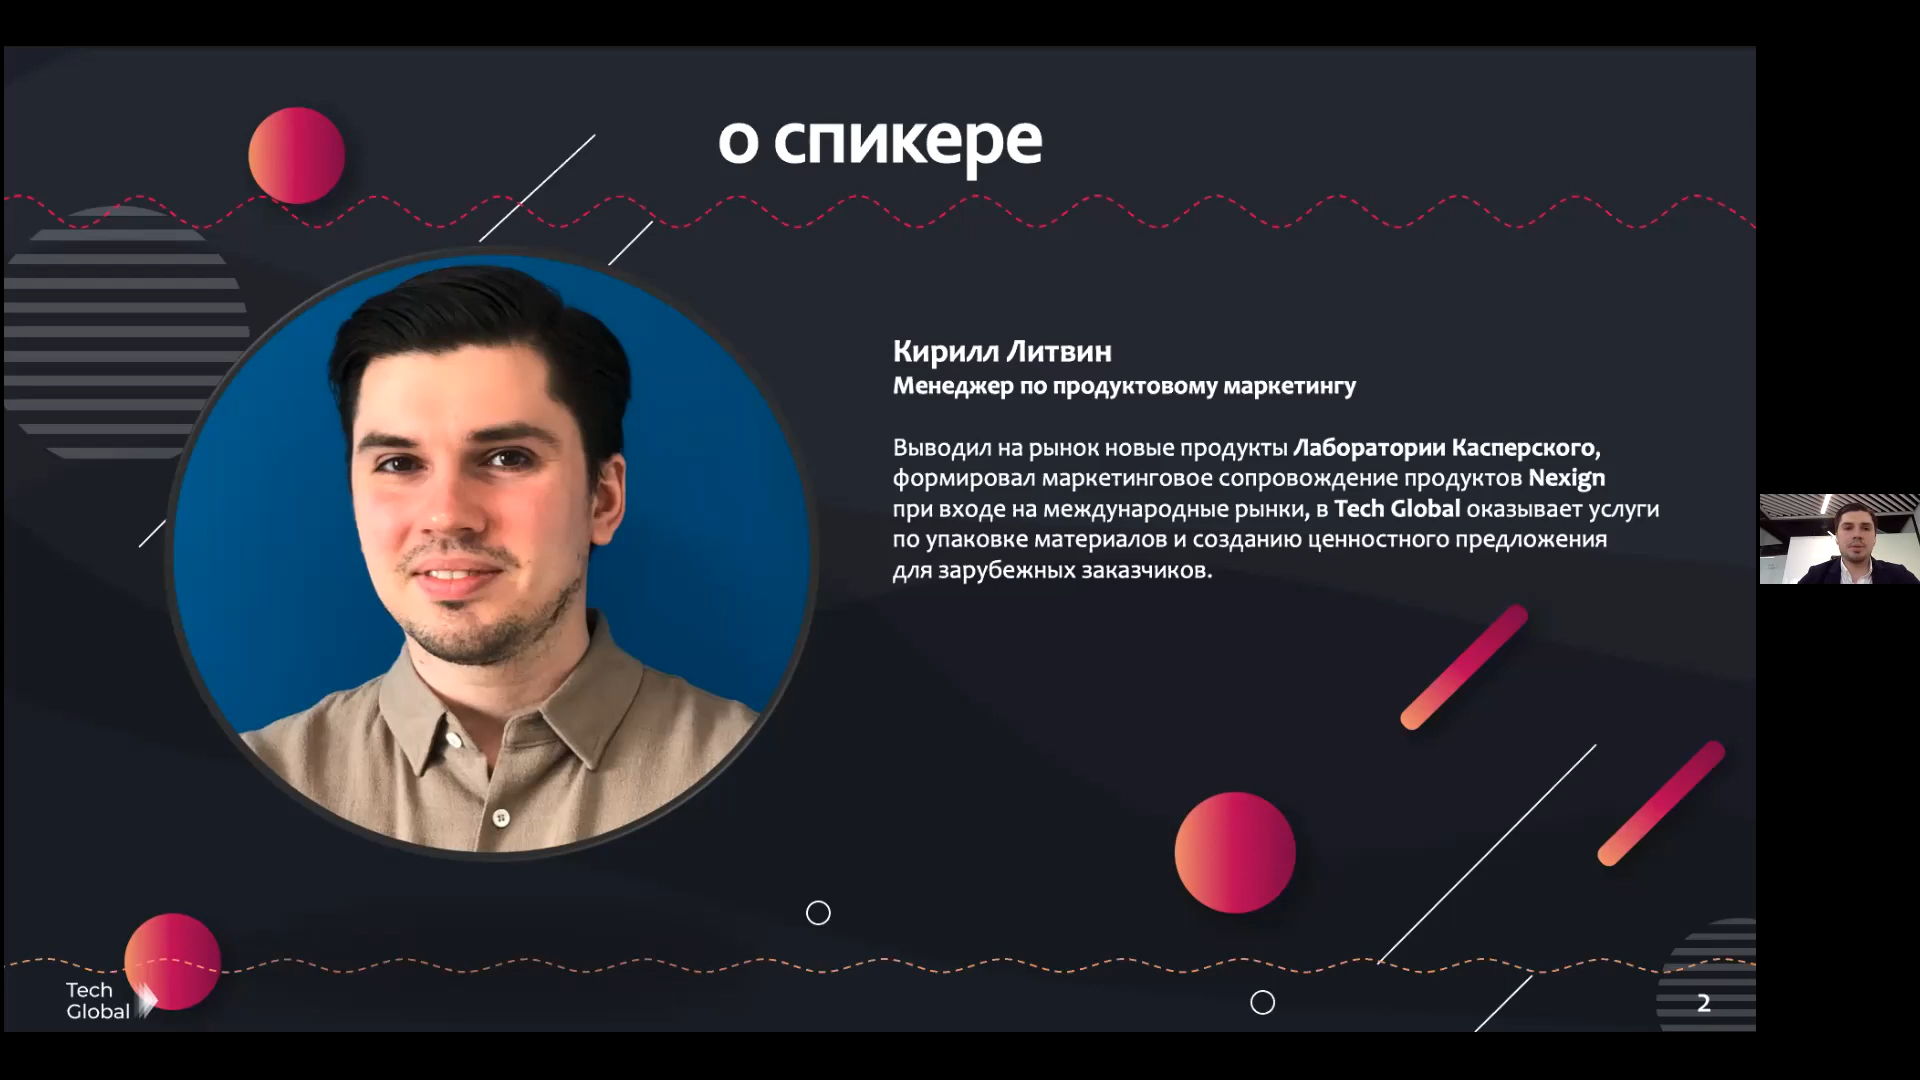 о спикере
Кирилл Литвин
Менеджер по продуктовому маркетингу
Выводил на рынок новые продукты Лаборатории Касперского,
формировал маркетинговое сопровождение продуктов Nexign
при входе на международные рынки, в Tech Global оказывает услуги
по упаковке материалов и созданию ценностного предложения
для зарубежных заказчиков.
Tech
Global
2